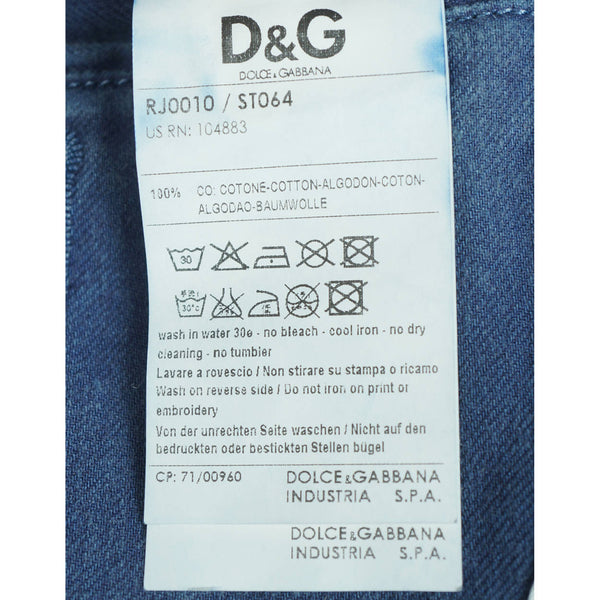 D&G
DOLCE & GABBANA
RJ0010 / ST064
US RN: 104883
100% CO: COTONE-COTTON-ALGODON-COTON-
ALGODAO-BAUMWOLLE
30
30°c
wash in water 30e - no bleach - cool iron - no dry
cleaning - no tumbier
Lavare a rovescio / Non stirare su stampa o ricamo
Wash on reverse side / Do not iron on print or
embroidery
Von der unrechten Seite waschen / Nicht auf den
bedruckten oder bestickten Stellen bügel
CP: 71/00960
DOLCE&GABBANA
INDUSTRIA S.P.A.
DOLCE&GABBANA
INDUSTRIA S.P.A.